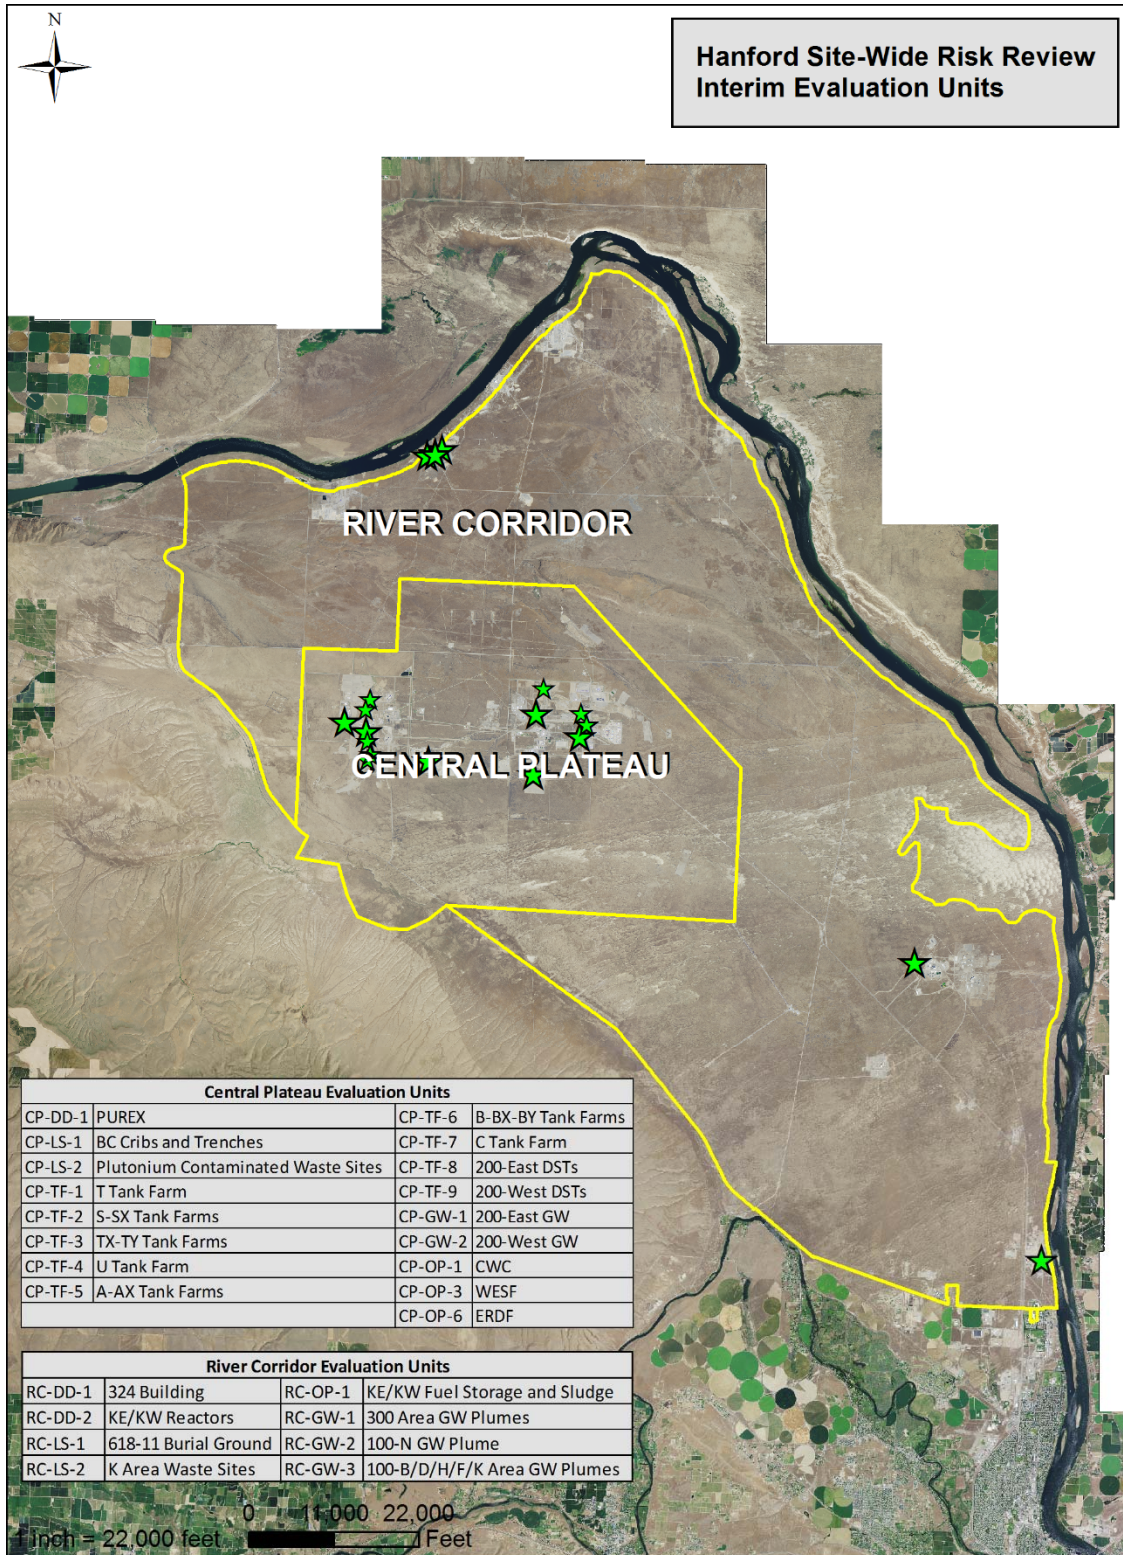 N
Hanford Site-Wide Risk Review
Interim Evaluation Units
RIVER CORRIDOR
CENTRAL PLATEAU
Central Plateau Evaluation Units
CP-DD-1 PUREX CP-TF-6 B-BX-BY Tank Farms
CP-LS-1 BC Cribs and Trenches CP-TF-7 C Tank Farm
CP-LS-2 Plutonium Contaminated Waste Sites CP-TF-8 200-East DSTs
CP-TF-1 T Tank Farm CP-TF-9 200-West DSTs
CP-TF-2 S-SX Tank Farms CP-GW-1 200-East GW
CP-TF-3 TX-TY Tank Farms CP-GW-2 200-West GW
CP-TF-4 U Tank Farm CP-OP-1 CWC
CP-TF-5 A-AX Tank Farms CP-OP-3 WESF
CP-OP-6 ERDF
River Corridor Evaluation Units
RC-DD-1 324 Building RC-OP-1 KE/KW Fuel Storage and Sludge
RC-DD-2 KE/KW Reactors RC-GW-1 300 Area GW Plumes
RC-LS-1 618-11 Burial Ground RC-GW-2 100-N GW Plume
RC-LS-2 K Area Waste Sites RC-GW-3 100-B/D/H/F/K Area GW Plumes
0 11,000 22,000
1 inch = 22,000 feet Feet